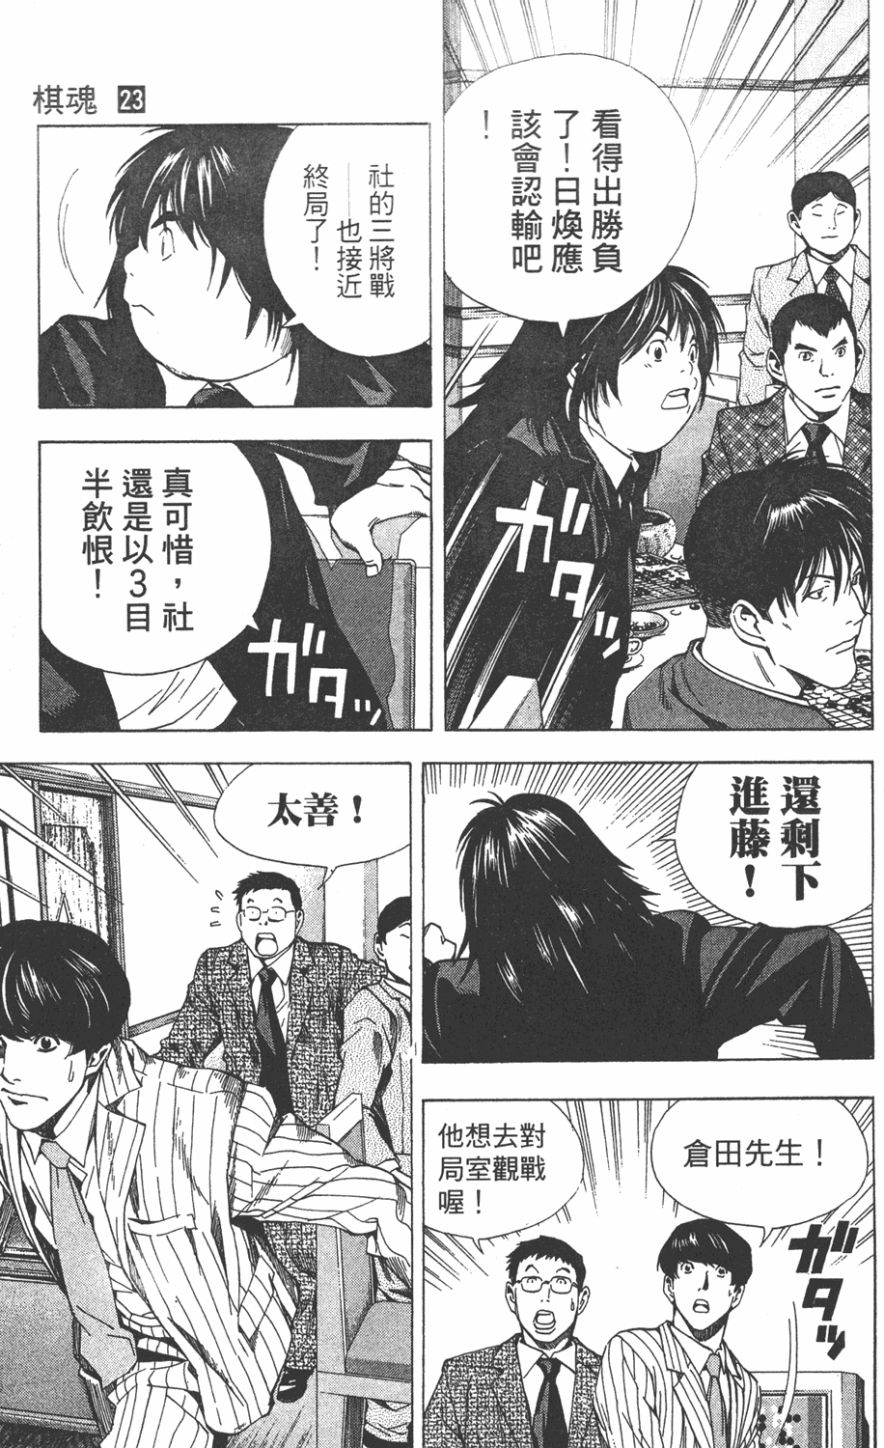 棋魂 23
看得出勝負
了！日煥應
該會認輸吧
！
ガタ
社的三將戰
──也接近
終局了！
真可惜，社
還是以3目
半飲恨！
ガタッ
還剩下
進藤！
太善！
倉田先生！
他想去對
局室觀戰
喔！
ガタッ